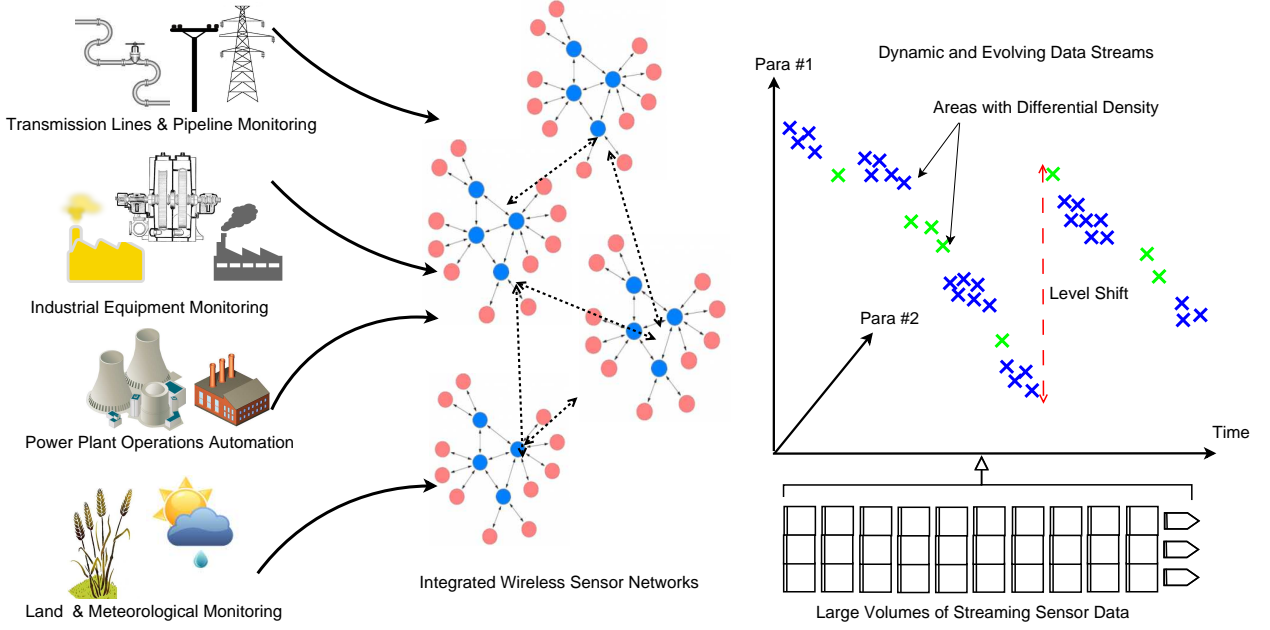 Transmission Lines & Pipeline Monitoring
Industrial Equipment Monitoring
Power Plant Operations Automation
Land & Meteorological Monitoring
Integrated Wireless Sensor Networks
Dynamic and Evolving Data Streams
Para #1
Areas with Differential Density
Level Shift
Para #2
Time
Large Volumes of Streaming Sensor Data